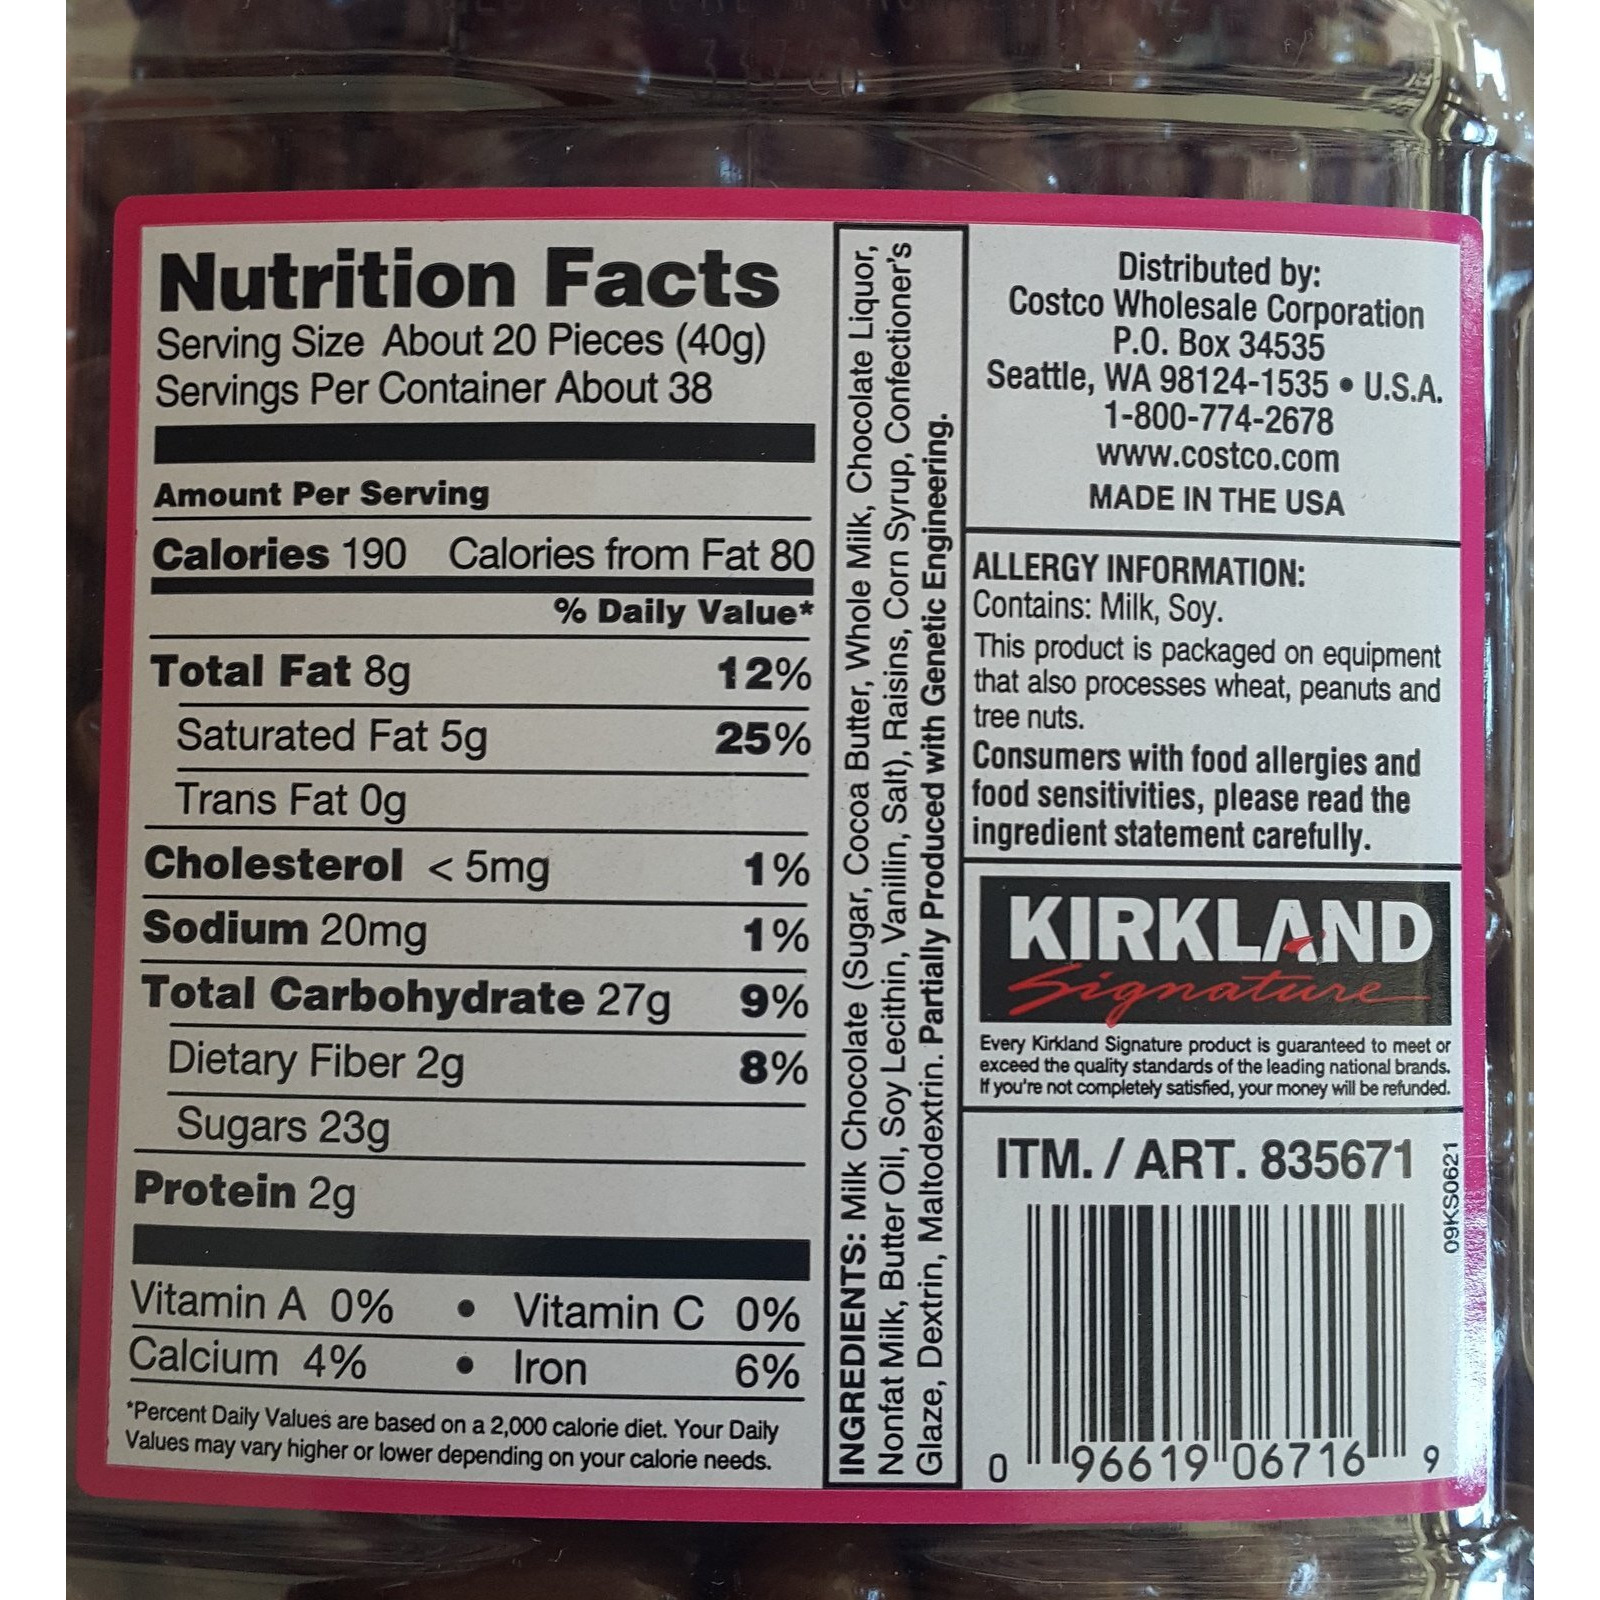 Nutrition Facts
Serving Size About 20 Pieces (40g)
Servings Per Container About 38
Amount Per Serving
Calories 190 Calories from Fat 80
% Daily Value*
Total Fat 8g 12%
Saturated Fat 5g 25%
Trans Fat 0g
Cholesterol < 5mg 1%
Sodium 20mg 1%
Total Carbohydrate 27g 9%
Dietary Fiber 2g 8%
Sugars 23g
Protein 2g
Vitamin A 0% • Vitamin C 0%
Calcium 4% • Iron 6%
*Percent Daily Values are based on a 2,000 calorie diet. Your Daily
Values may vary higher or lower depending on your calorie needs.
INGREDIENTS: Milk Chocolate (Sugar, Cocoa Butter, Whole Milk, Chocolate Liquor,
Nonfat Milk, Butter Oil, Soy Lecithin, Vanillin, Salt), Raisins, Corn Syrup, Confectioner's
Glaze, Dextrin, Maltodextrin. Partially Produced with Genetic Engineering.
Distributed by:
Costco Wholesale Corporation
P.O. Box 34535
Seattle, WA 98124-1535 • U.S.A.
1-800-774-2678
www.costco.com
MADE IN THE USA
ALLERGY INFORMATION:
Contains: Milk, Soy.
This product is packaged on equipment
that also processes wheat, peanuts and
tree nuts.
Consumers with food allergies and
food sensitivities, please read the
ingredient statement carefully.
KIRKLAND
Signature
Every Kirkland Signature product is guaranteed to meet or
exceed the quality standards of the leading national brands.
If you're not completely satisfied, your money will be refunded.
ITM. / ART. 835671
09KS0621
0 96619 06716 9